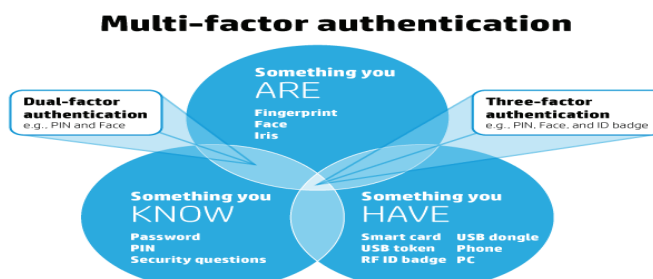 Multi-factor authentication
Something you
ARE
Fingerprint
Face
Iris
Dual-factor
authentication
e.g., PIN and Face
Three-factor
authentication
e.g., PIN, Face, and ID badge
Something you
KNOW
Password
PIN
Security questions
Something you
HAVE
Smart card
USB token
RF ID badge
USB dongle
Phone
PC